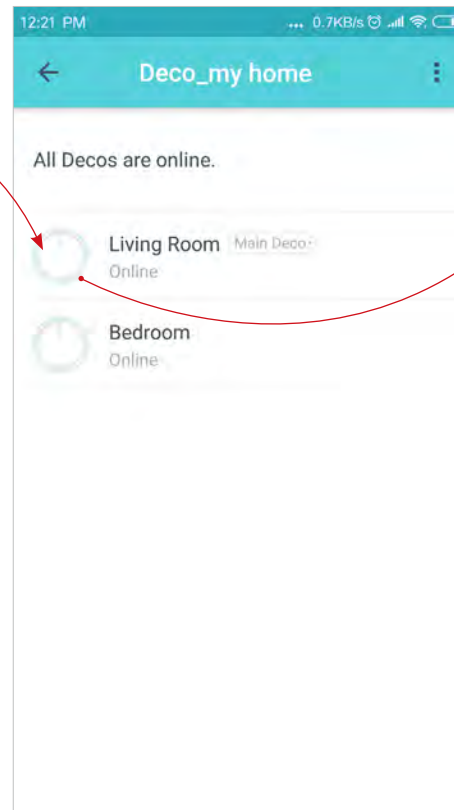 12:21 PM ... 0.7KB/s
Deco_my home
All Decos are online.
Living Room Main Deco
Online
Bedroom
Online